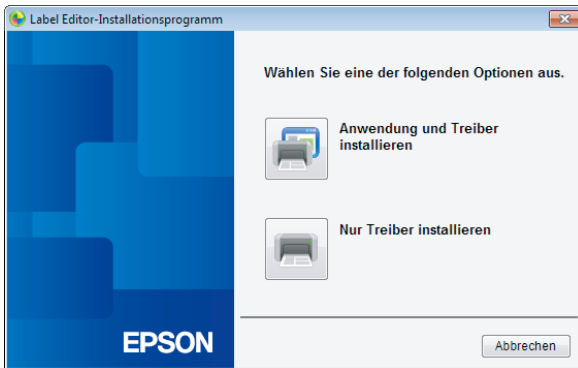 Label Editor-Installationsprogramm
Wählen Sie eine der folgenden Optionen aus.
Anwendung und Treiber
installieren
Nur Treiber installieren
EPSON
Abbrechen